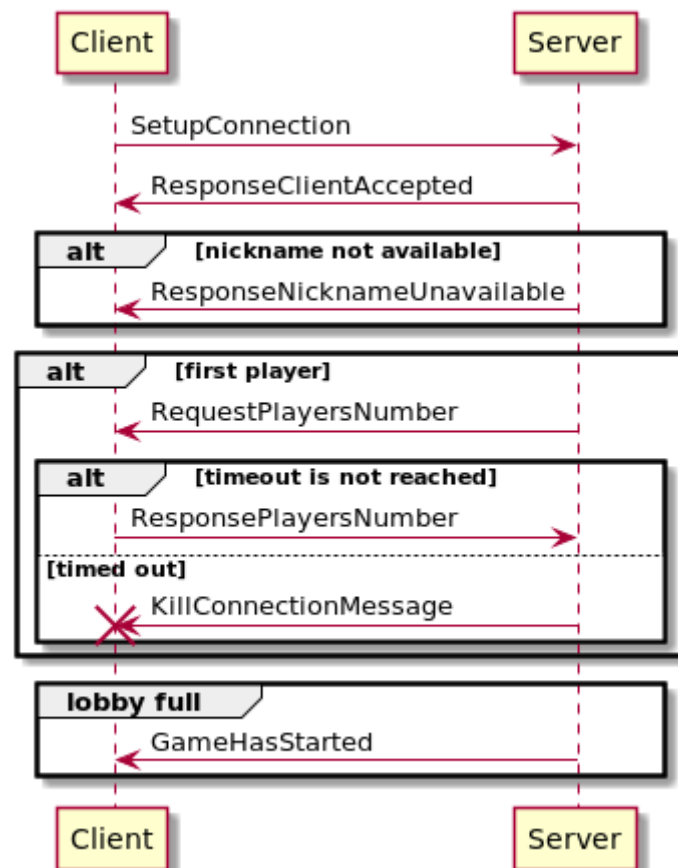 Client Server
SetupConnection
ResponseClientAccepted
alt [nickname not available]
ResponseNicknameUnavailable
alt [first player]
RequestPlayersNumber
alt [timeout is not reached]
ResponsePlayersNumber
[timed out]
KillConnectionMessage
lobby full
GameHasStarted
Client Server